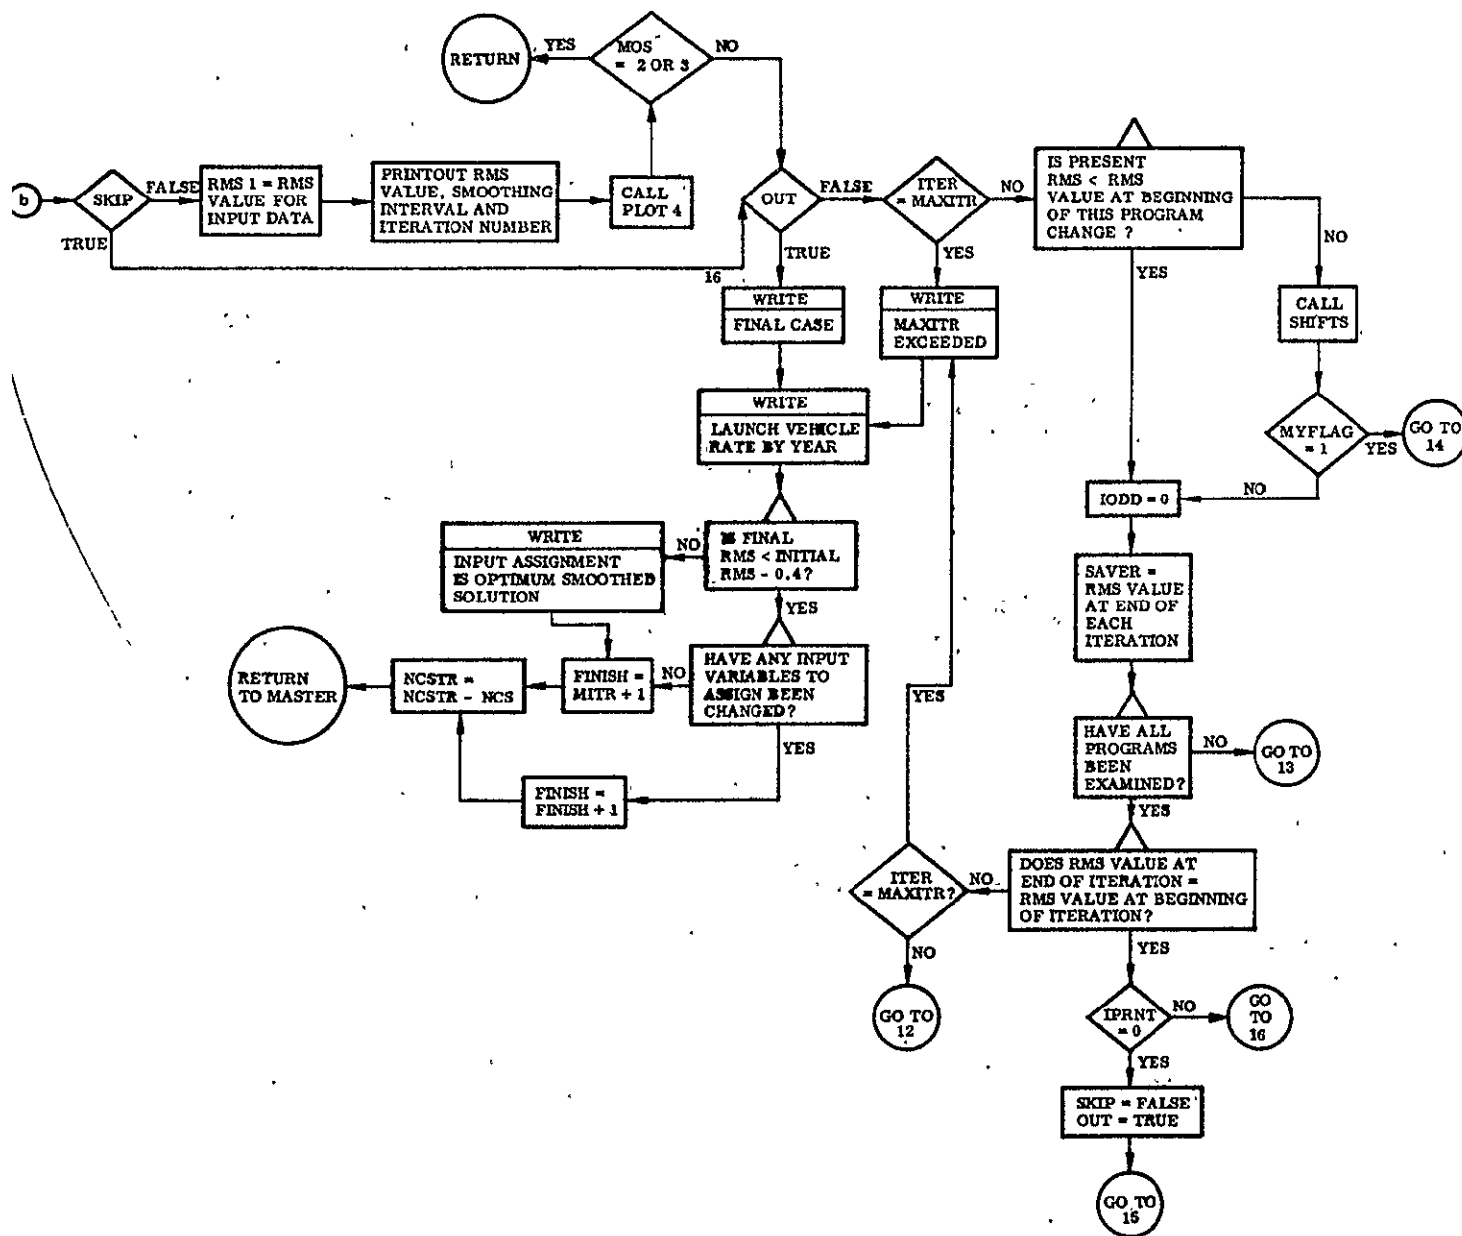 RETURN
YES
MOS
= 2 OR 3
NO
b
SKIP
FALSE
TRUE
RMS 1 = RMS
VALUE FOR
INPUT DATA
PRINTOUT RMS
VALUE, SMOOTHING
INTERVAL AND
ITERATION NUMBER
CALL
PLOT 4
16
OUT
FALSE
TRUE
ITER
= MAXITR
NO
YES
IS PRESENT
RMS < RMS
VALUE AT BEGINNING
OF THIS PROGRAM
CHANGE ?
NO
YES
WRITE
FINAL CASE
WRITE
MAXITR
EXCEEDED
CALL
SHIFTS
WRITE
LAUNCH VEHICLE
RATE BY YEAR
MYFLAG
= 1
YES
GO TO
14
NO
IODD = 0
WRITE
INPUT ASSIGNMENT
IS OPTIMUM SMOOTHED
SOLUTION
NO
IS FINAL
RMS < INITIAL
RMS - 0.4?
YES
SAVER =
RMS VALUE
AT END OF
EACH
ITERATION
RETURN
TO MASTER
NCSTR =
NCSTR - NCS
FINISH =
MITR + 1
NO
HAVE ANY INPUT
VARIABLES TO
ASSIGN BEEN
CHANGED?
YES
YES
HAVE ALL
PROGRAMS
BEEN
EXAMINED?
NO
GO TO
13
YES
FINISH =
FINISH + 1
ITER
= MAXITR?
NO
DOES RMS VALUE AT
END OF ITERATION =
RMS VALUE AT BEGINNING
OF ITERATION?
NO
YES
GO TO
12
IPRNT
= 0
NO
GO
TO
16
YES
SKIP = FALSE
OUT = TRUE
GO TO
15